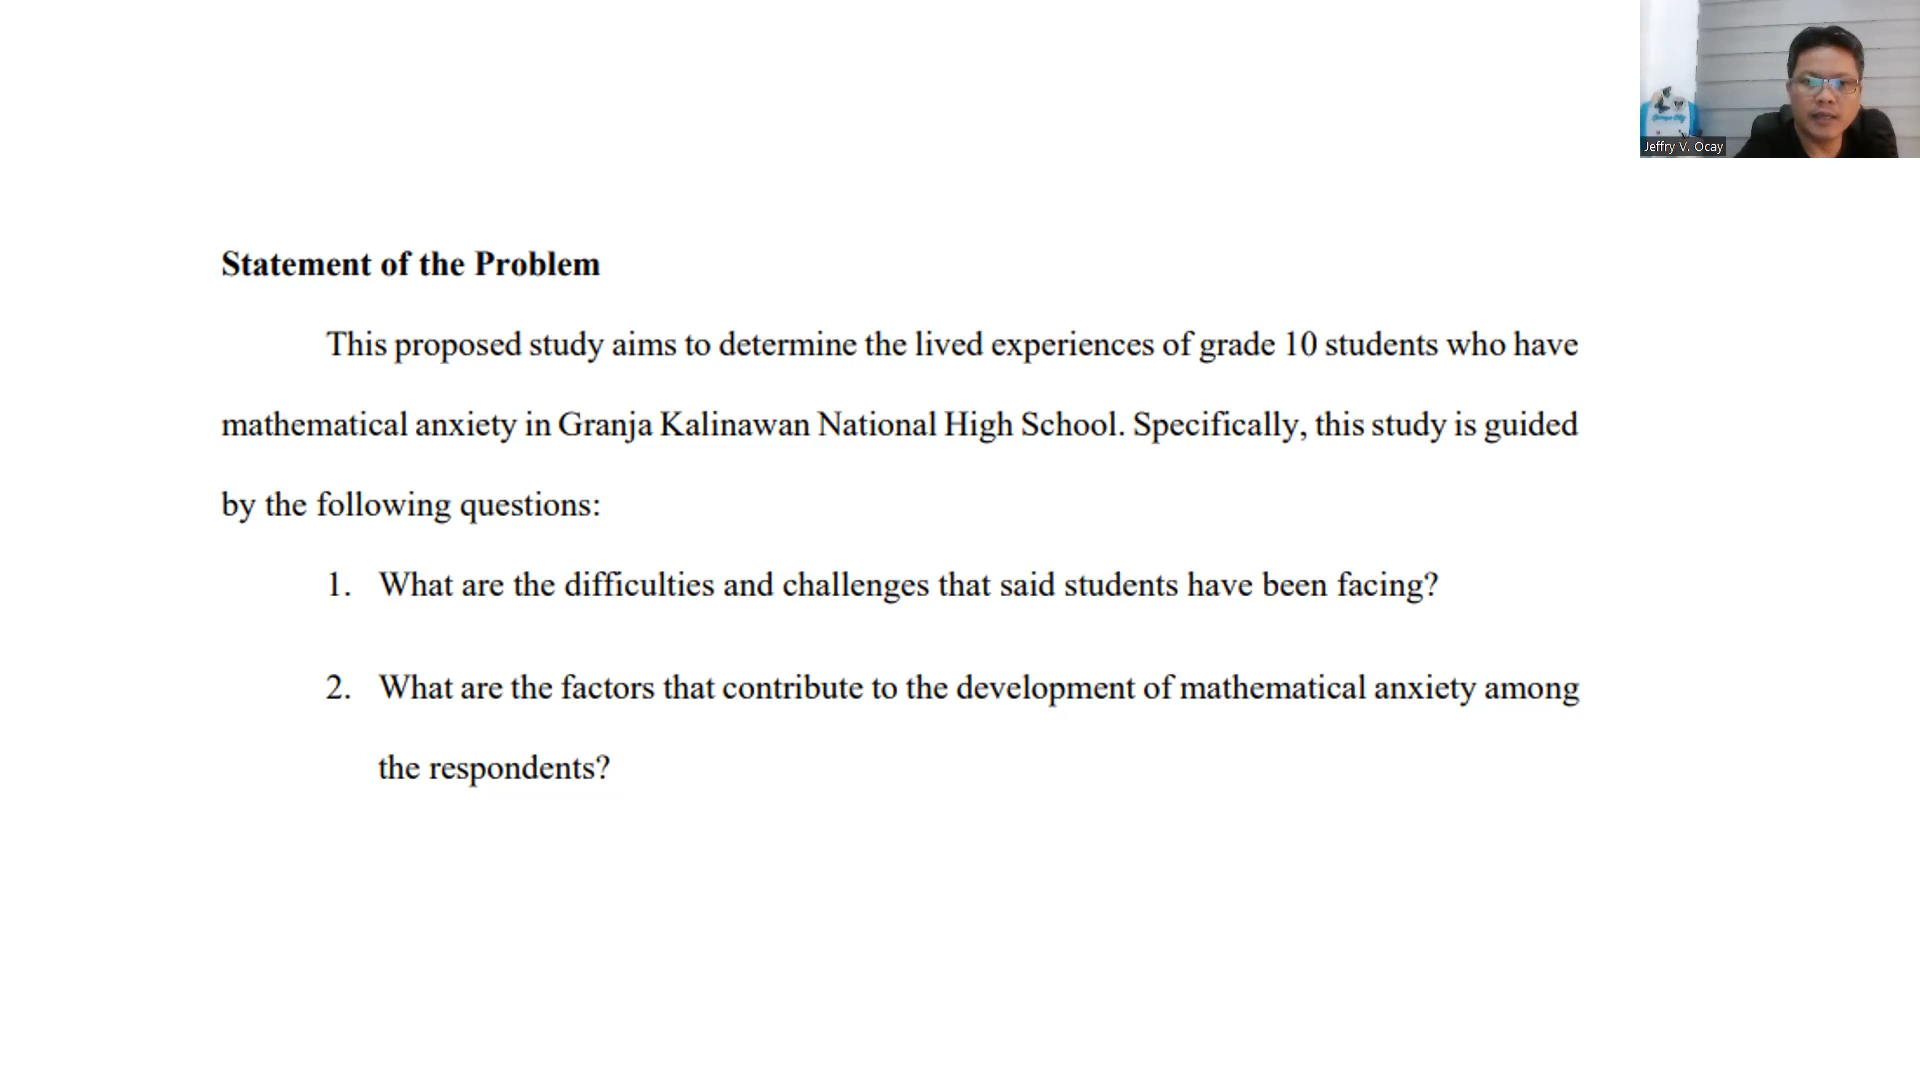 Jeffry V. Ocay
Statement of the Problem
This proposed study aims to determine the lived experiences of grade 10 students who have
mathematical anxiety in Granja Kalinawan National High School. Specifically, this study is guided
by the following questions:
1. What are the difficulties and challenges that said students have been facing?
2. What are the factors that contribute to the development of mathematical anxiety among
the respondents?